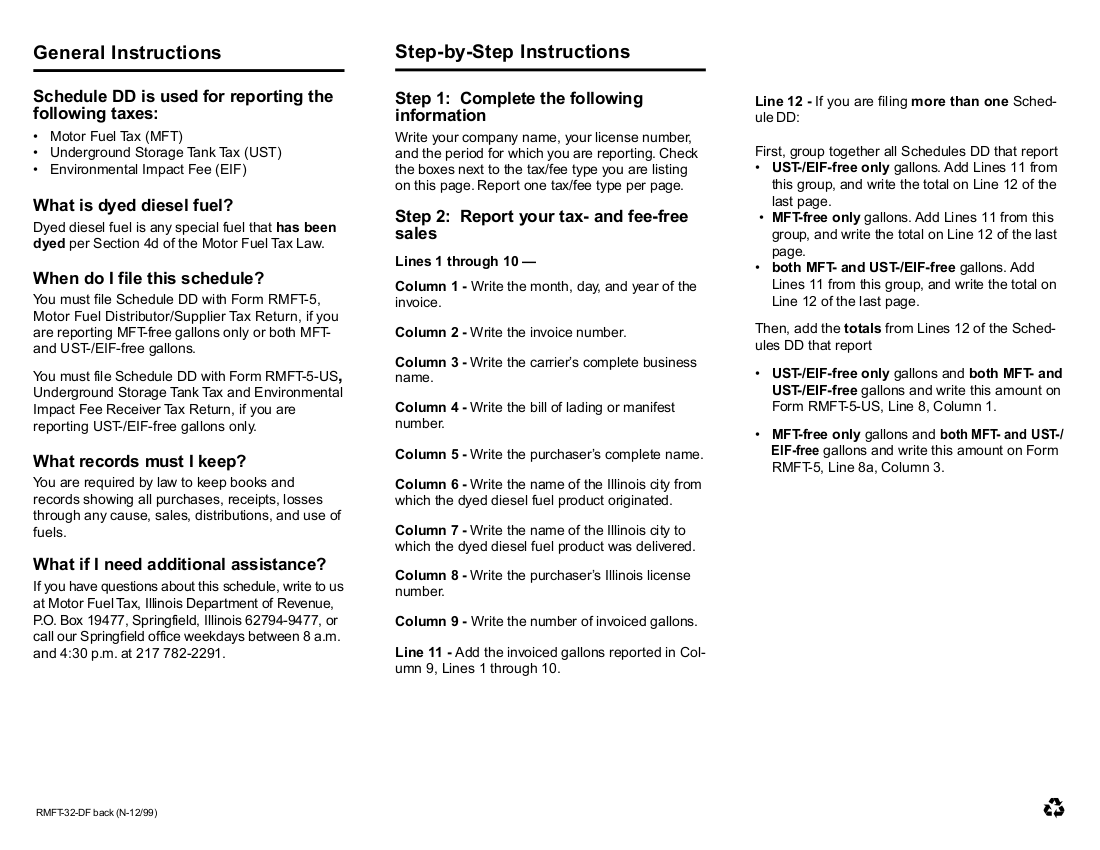 General Instructions
Schedule DD is used for reporting the
following taxes:
• Motor Fuel Tax (MFT)
• Underground Storage Tank Tax (UST)
• Environmental Impact Fee (EIF)
What is dyed diesel fuel?
Dyed diesel fuel is any special fuel that has been
dyed per Section 4d of the Motor Fuel Tax Law.
When do I file this schedule?
You must file Schedule DD with Form RMFT-5,
Motor Fuel Distributor/Supplier Tax Return, if you
are reporting MFT-free gallons only or both MFT-
and UST-/EIF-free gallons.
You must file Schedule DD with Form RMFT-5-US,
Underground Storage Tank Tax and Environmental
Impact Fee Receiver Tax Return, if you are
reporting UST-/EIF-free gallons only.
What records must I keep?
You are required by law to keep books and
records showing all purchases, receipts, losses
through any cause, sales, distributions, and use of
fuels.
What if I need additional assistance?
If you have questions about this schedule, write to us
at Motor Fuel Tax, Illinois Department of Revenue,
P.O. Box 19477, Springfield, Illinois 62794-9477, or
call our Springfield office weekdays between 8 a.m.
and 4:30 p.m. at 217 782-2291.
Step-by-Step Instructions
Step 1: Complete the following
information
Write your company name, your license number,
and the period for which you are reporting. Check
the boxes next to the tax/fee type you are listing
on this page. Report one tax/fee type per page.
Step 2: Report your tax- and fee-free
sales
Lines 1 through 10 —
Column 1 - Write the month, day, and year of the
invoice.
Column 2 - Write the invoice number.
Column 3 - Write the carrier's complete business
name.
Column 4 - Write the bill of lading or manifest
number.
Column 5 - Write the purchaser's complete name.
Column 6 - Write the name of the Illinois city from
which the dyed diesel fuel product originated.
Column 7 - Write the name of the Illinois city to
which the dyed diesel fuel product was delivered.
Column 8 - Write the purchaser's Illinois license
number.
Column 9 - Write the number of invoiced gallons.
Line 11 - Add the invoiced gallons reported in Col-
umn 9, Lines 1 through 10.
Line 12 - If you are filing more than one Sched-
ule DD:
First, group together all Schedules DD that report
• UST-/EIF-free only gallons. Add Lines 11 from
this group, and write the total on Line 12 of the
last page.
• MFT-free only gallons. Add Lines 11 from this
group, and write the total on Line 12 of the last
page.
• both MFT- and UST-/EIF-free gallons. Add
Lines 11 from this group, and write the total on
Line 12 of the last page.
Then, add the totals from Lines 12 of the Sched-
ules DD that report
• UST-/EIF-free only gallons and both MFT- and
UST-/EIF-free gallons and write this amount on
Form RMFT-5-US, Line 8, Column 1.
• MFT-free only gallons and both MFT- and UST-/
EIF-free gallons and write this amount on Form
RMFT-5, Line 8a, Column 3.
RMFT-32-DF back (N-12/99)